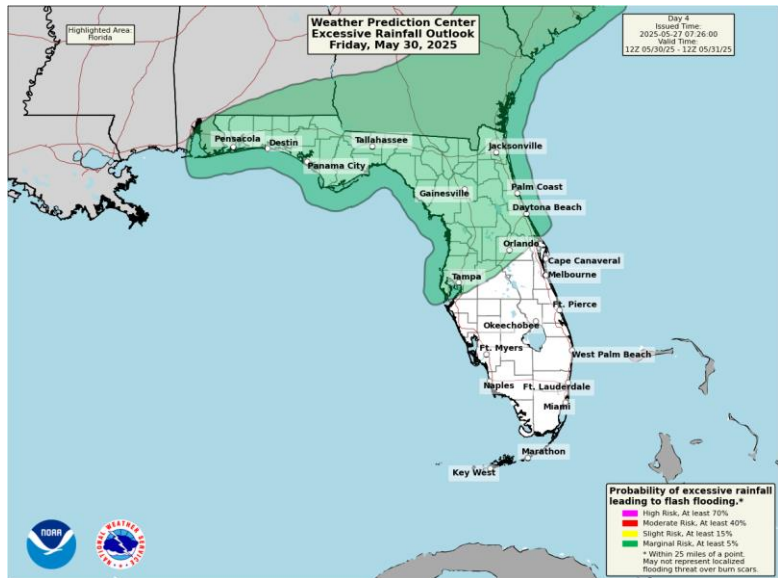 Weather Prediction Center
Excessive Rainfall Outlook
Friday, May 30, 2025
Highlighted Area:
Florida
Day 4
Issued Time:
2025-05-27 07:26:00
Valid Time:
12Z 05/30/25 - 12Z 05/31/25
Pensacola
Destin
Tallahassee
Panama City
Jacksonville
Gainesville
Palm Coast
Daytona Beach
Orlando
Cape Canaveral
Melbourne
Tampa
Ft. Pierce
Okeechobee
Ft. Myers
West Palm Beach
Naples
Ft. Lauderdale
Miami
Marathon
Key West
NOAA
NATIONAL WEATHER SERVICE
Probability of excessive rainfall
leading to flash flooding.*
High Risk, At least 70%
Moderate Risk, At least 40%
Slight Risk, At least 15%
Marginal Risk, At least 5%
* Within 25 miles of a point.
May not represent localized
flooding threat over burn scars.